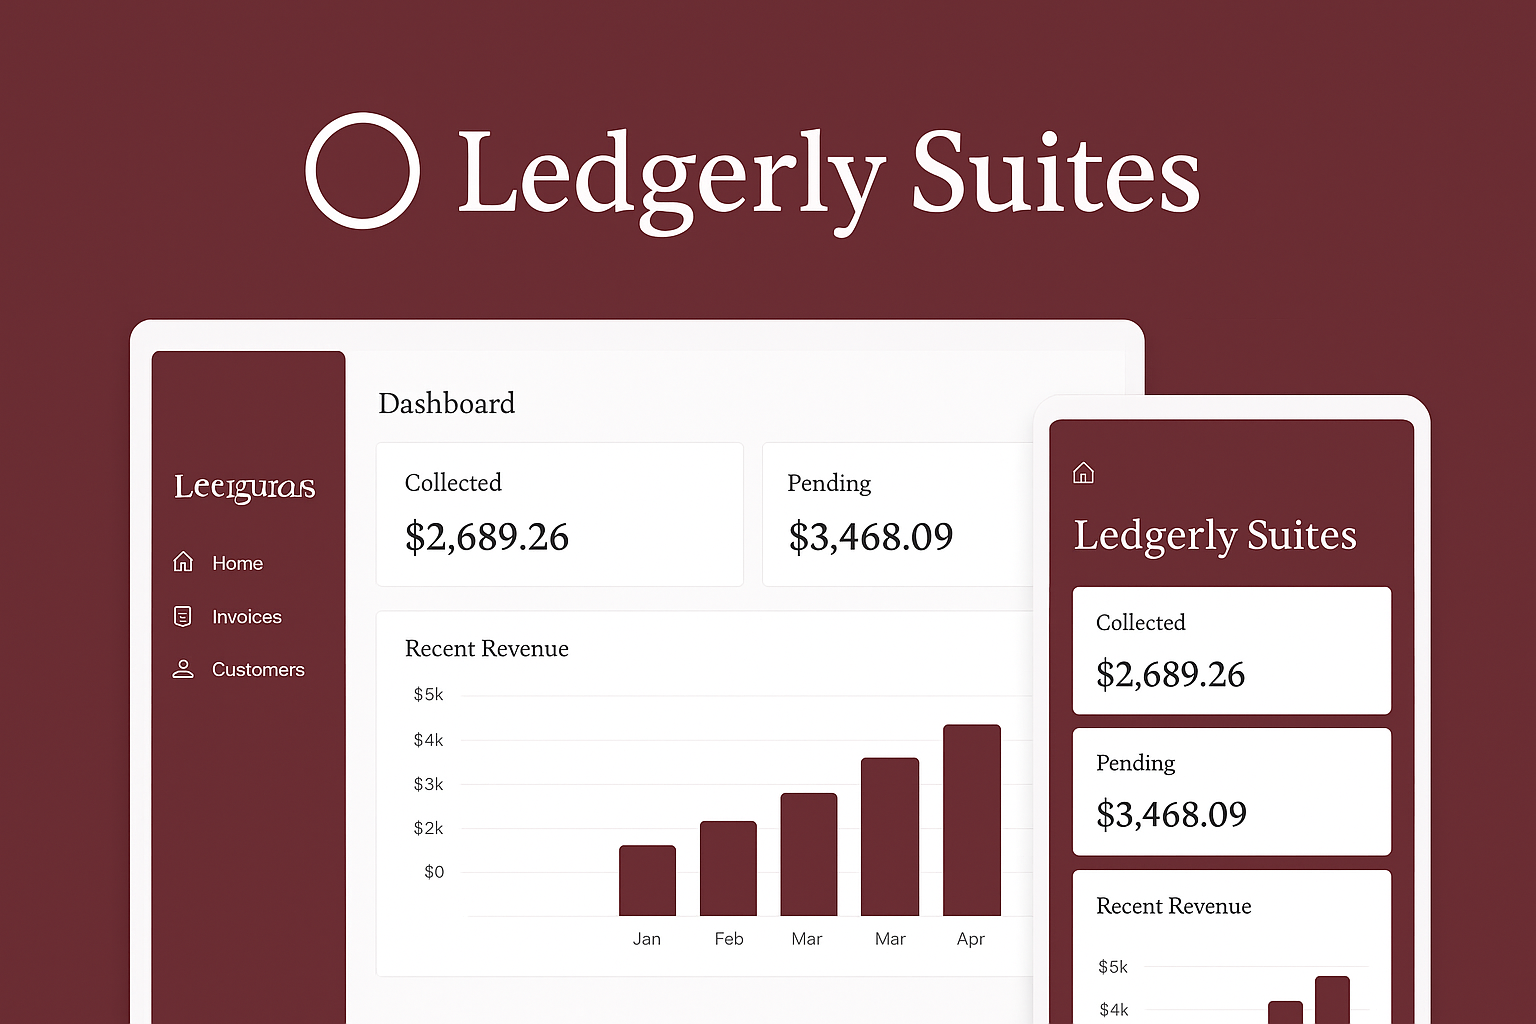 Ledgerly Suites
Dashboard
Collected
$2,689.26
Pending
$3,468.09
Home
Invoices
Customers
Recent Revenue
$5k
$4k
$3k
$2k
$0
Jan
Feb
Mar
Mar
Apr
Ledgerly Suites
Collected
$2,689.26
Pending
$3,468.09
Recent Revenue
$5k
$4k